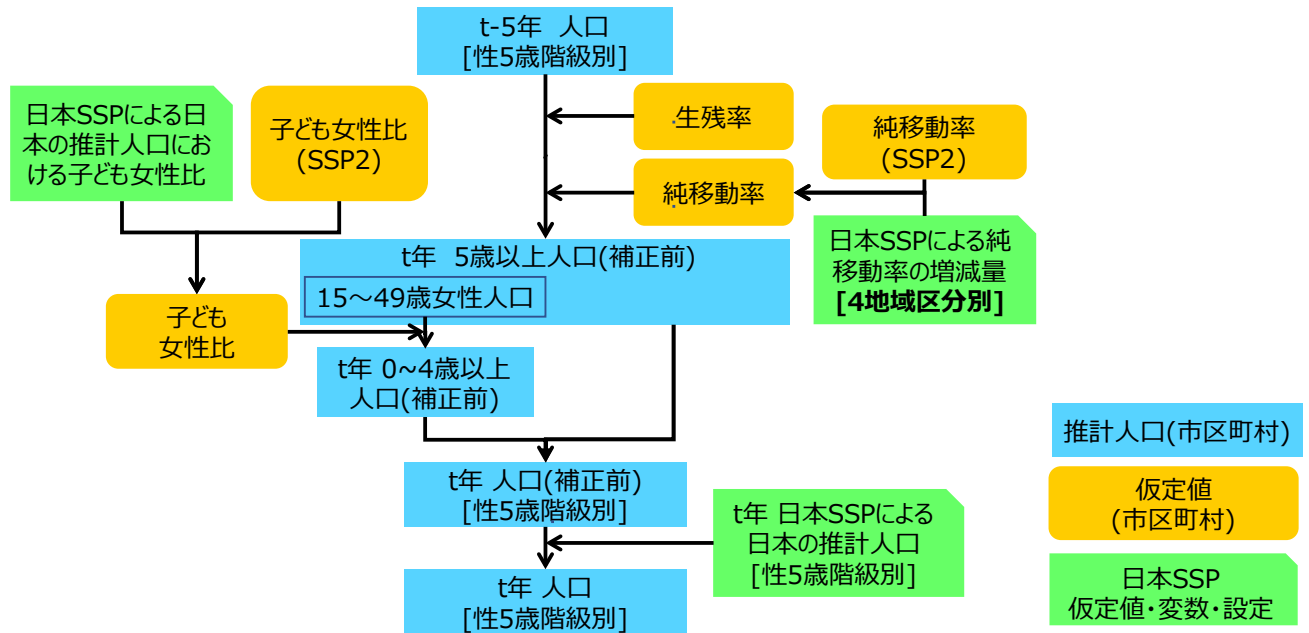 t-5年 人口
[性5歳階級別]
日本SSPによる日
本の推計人口にお
ける子ども女性比
子ども女性比
(SSP2)
生残率
純移動率
(SSP2)
純移動率
日本SSPによる純
移動率の増減量
[4地域区分別]
t年 5歳以上人口(補正前)
15～49歳女性人口
子ども
女性比
t年 0~4歳以上
人口(補正前)
t年 人口(補正前)
[性5歳階級別]
t年 日本SSPによる
日本の推計人口
[性5歳階級別]
t年 人口
[性5歳階級別]
推計人口(市区町村)
仮定値
(市区町村)
日本SSP
仮定値・変数・設定